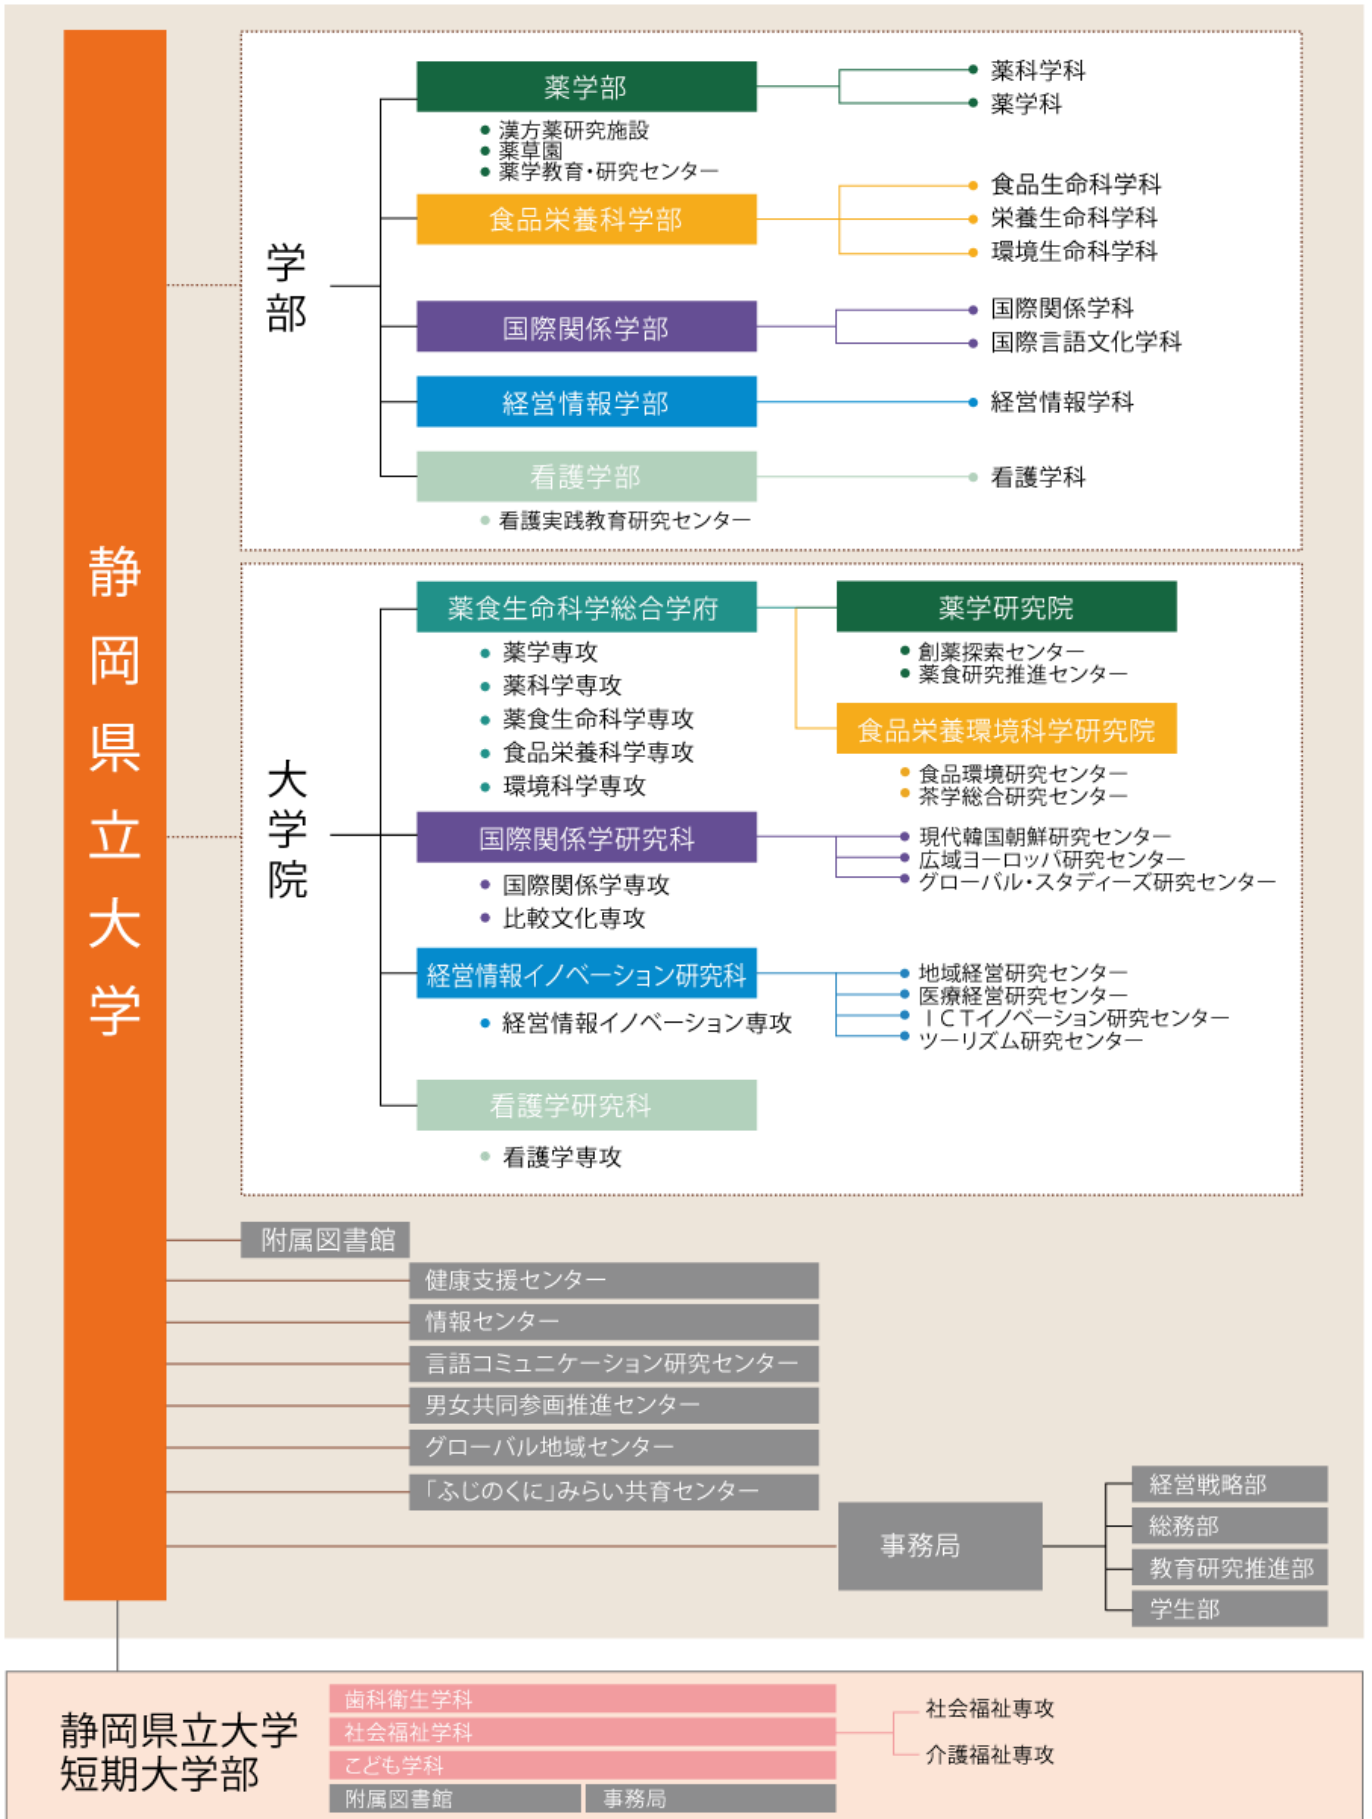 静岡県立大学
学部
薬学部
薬科学科
薬学科
漢方薬研究施設
薬草園
薬学教育・研究センター
食品栄養科学部
食品生命科学科
栄養生命科学科
環境生命科学科
国際関係学部
国際関係学科
国際言語文化学科
経営情報学部
経営情報学科
看護学部
看護学科
看護実践教育研究センター
大学院
薬食生命科学総合学府
薬学専攻
薬科学専攻
薬食生命科学専攻
食品栄養科学専攻
環境科学専攻
薬学研究院
創薬探索センター
薬食研究推進センター
食品栄養環境科学研究院
食品環境研究センター
茶学総合研究センター
国際関係学研究科
国際関係学専攻
比較文化専攻
現代韓国朝鮮研究センター
広域ヨーロッパ研究センター
グローバル・スタディーズ研究センター
経営情報イノベーション研究科
経営情報イノベーション専攻
地域経営研究センター
医療経営研究センター
ICTイノベーション研究センター
ツーリズム研究センター
看護学研究科
看護学専攻
附属図書館
健康支援センター
情報センター
言語コミュニケーション研究センター
男女共同参画推進センター
グローバル地域センター
「ふじのくに」みらい共育センター
事務局
経営戦略部
総務部
教育研究推進部
学生部
静岡県立大学
短期大学部
歯科衛生学科
社会福祉学科
社会福祉専攻
介護福祉専攻
こども学科
附属図書館
事務局